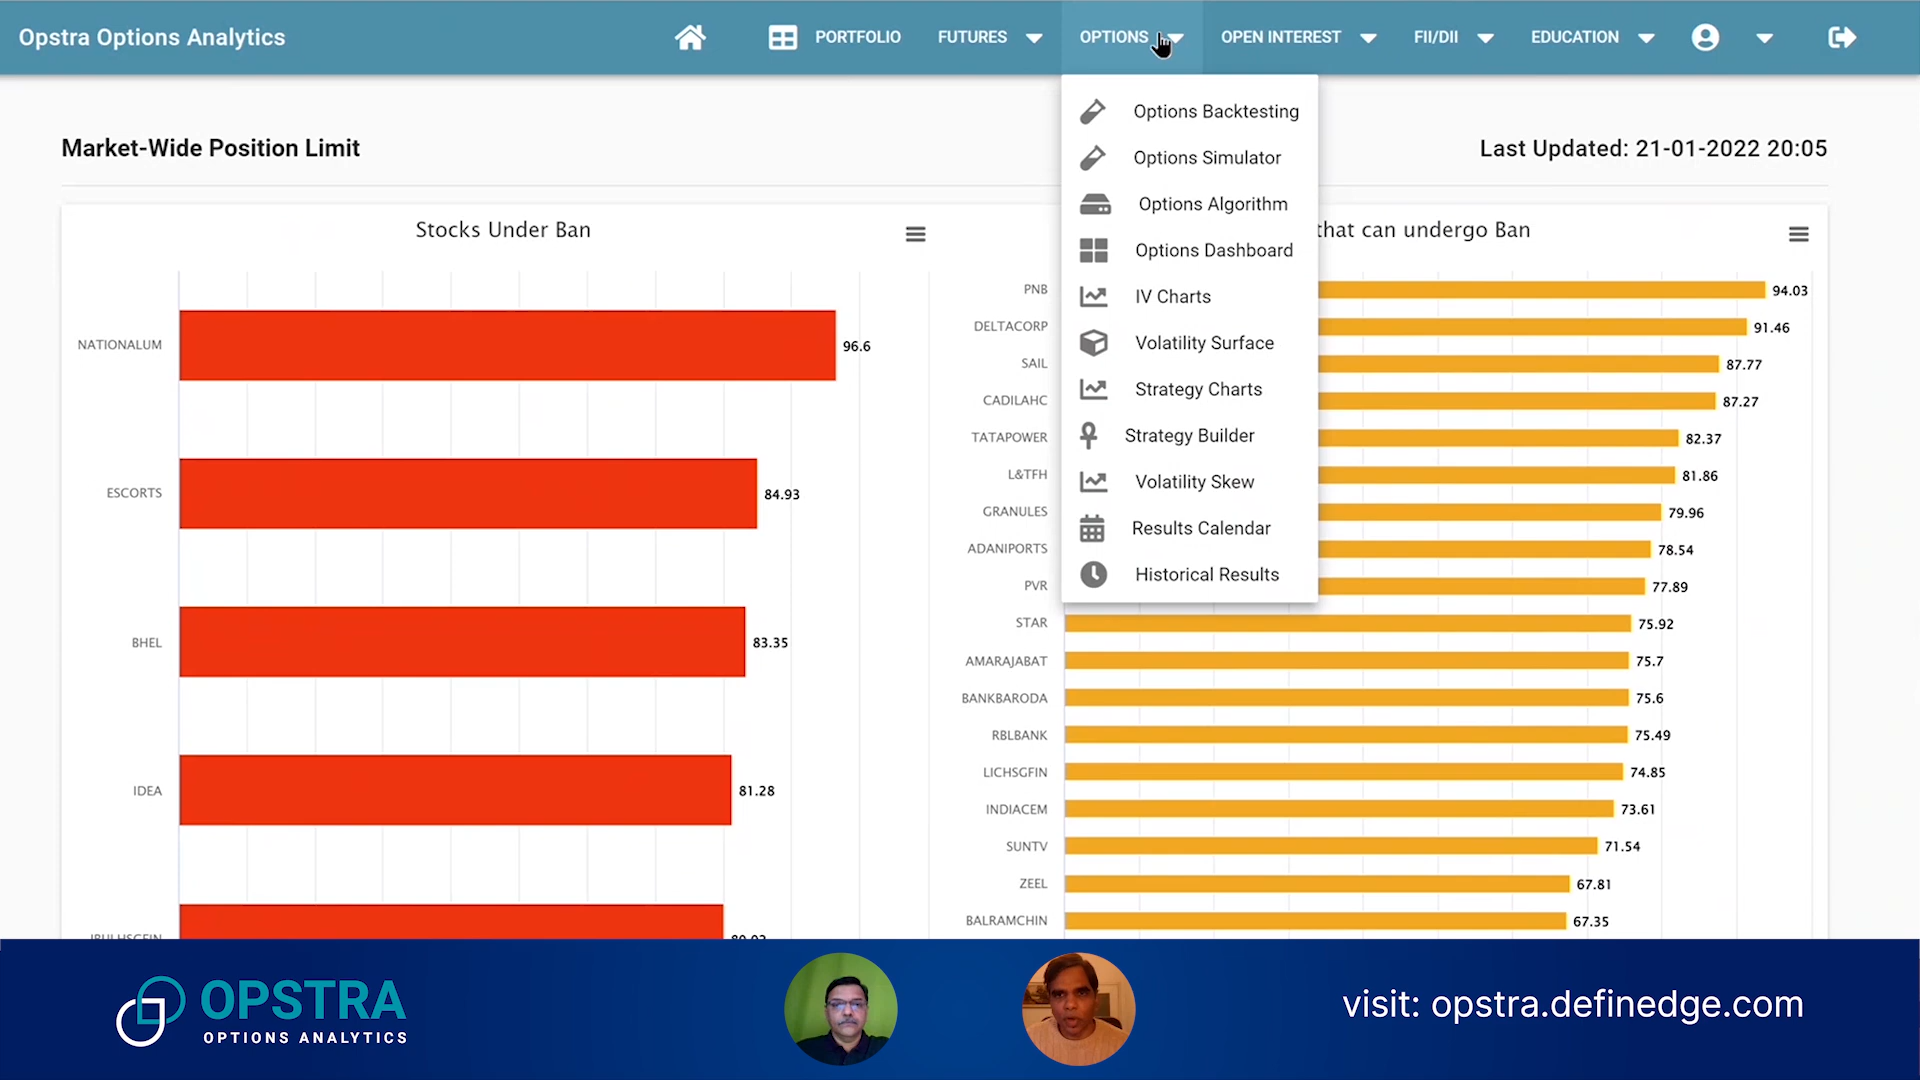 Opstra Options Analytics
PORTFOLIO
FUTURES
OPTIONS
OPEN INTEREST
FII/DII
EDUCATION
Options Backtesting
Options Simulator
Options Algorithm
Options Dashboard
IV Charts
Volatility Surface
Strategy Charts
Strategy Builder
Volatility Skew
Results Calendar
Historical Results
Market-Wide Position Limit
Last Updated: 21-01-2022 20:05
Stocks Under Ban
NATIONALUM 96.6
ESCORTS 84.93
BHEL 83.35
IDEA 81.28
that can undergo Ban
PNB 94.03
DELTACORP 91.46
SAIL 87.77
CADILAHC 87.27
TATAPOWER 82.37
L&TFH 81.86
GRANULES 79.96
ADANIPORTS 78.54
PVR 77.89
STAR 75.92
AMARAJABAT 75.7
BANKBARODA 75.6
RBLBANK 75.49
LICHSGFIN 74.85
INDIACEM 73.61
SUNTV 71.54
ZEEL 67.81
BALRAMCHIN 67.35
OPSTRA
OPTIONS ANALYTICS
visit: opstra.definedge.com